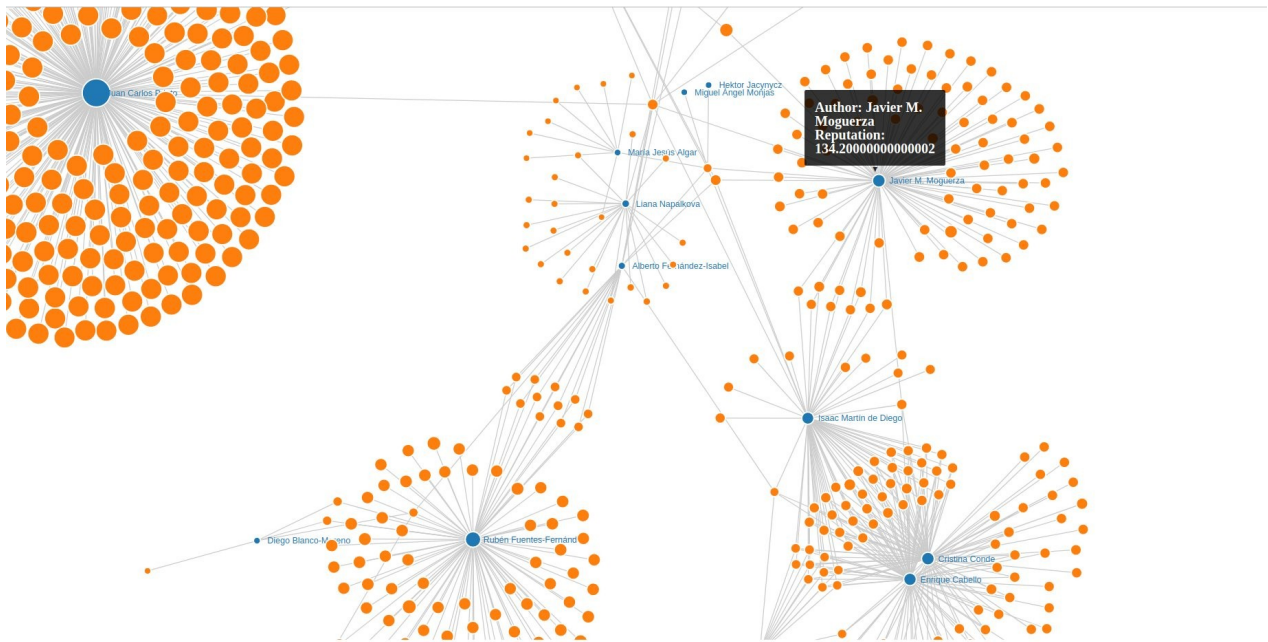 Juan Carlos
Hektor Jacynycz
Miguel Angel Monjas
Author: Javier M.
Moguerza
Reputation:
134.20000000000002
María Jesús Algar
Javier M. Moguerza
Liana Napalkova
Alberto Fernández-Isabel
Isaac Martín de Diego
Diego Blanco-Moreno
Rubén Fuentes-Fernánd
Cristina Conde
Enrique Cabello